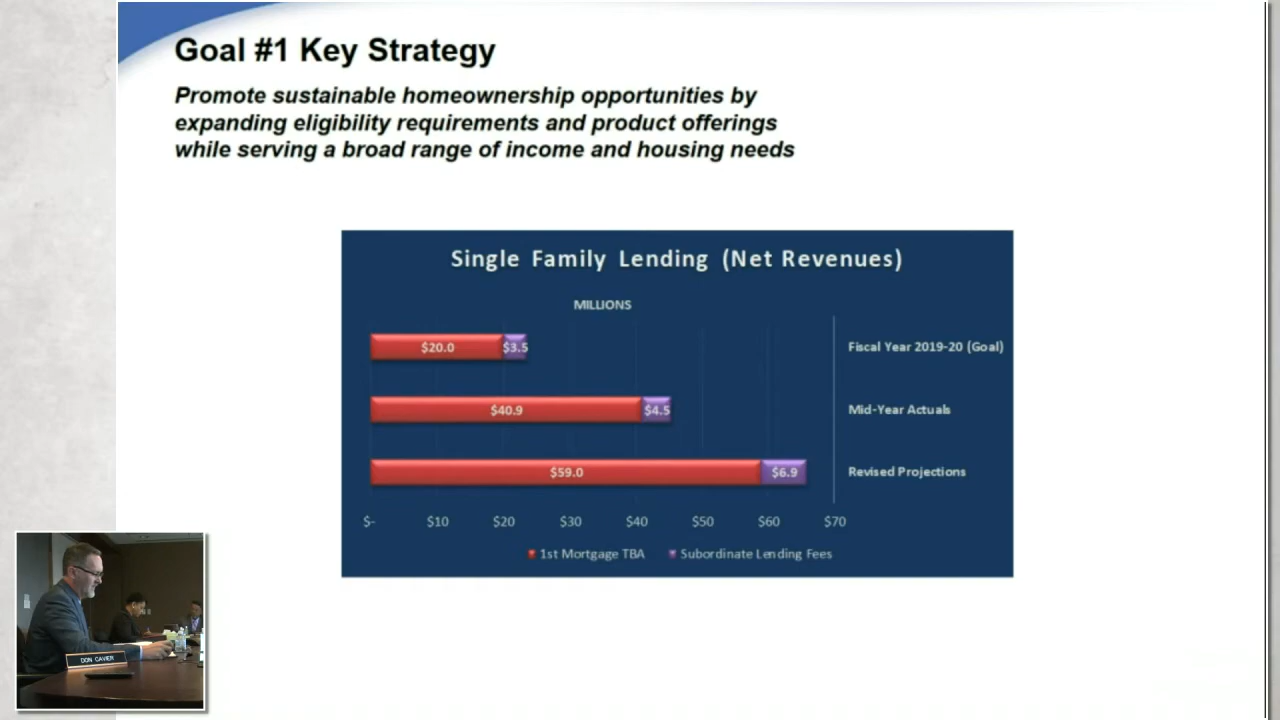 Goal #1 Key Strategy
Promote sustainable homeownership opportunities by
expanding eligibility requirements and product offerings
while serving a broad range of income and housing needs
Single Family Lending (Net Revenues)
MILLIONS
$20.0 $3.5 Fiscal Year 2019-20 (Goal)
$40.9 $4.5 Mid-Year Actuals
$59.0 $6.9 Revised Projections
$- $10 $20 $30 $40 $50 $60 $70
1st Mortgage TBA Subordinate Lending Fees
DON CAVIER